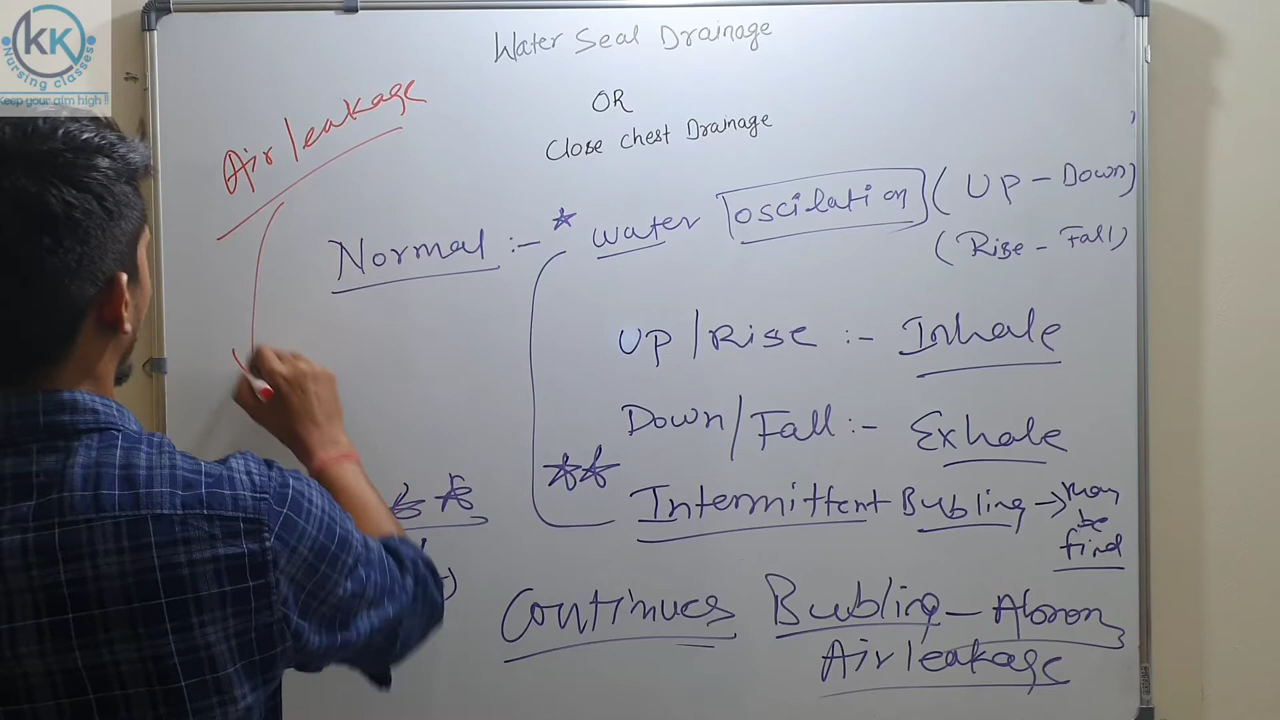 KK
Nursing classes
Keep your aim high !!
Water Seal Drainage
OR
Close Chest Drainage
Air leakage
Normal :- * water oscilation (UP - Down)
(Rise - Fall)
UP/Rise :- Inhale
Down/Fall :- Exhale
Intermittent Bubling → may be find
Continues Bubling - Abnon
Air leakage